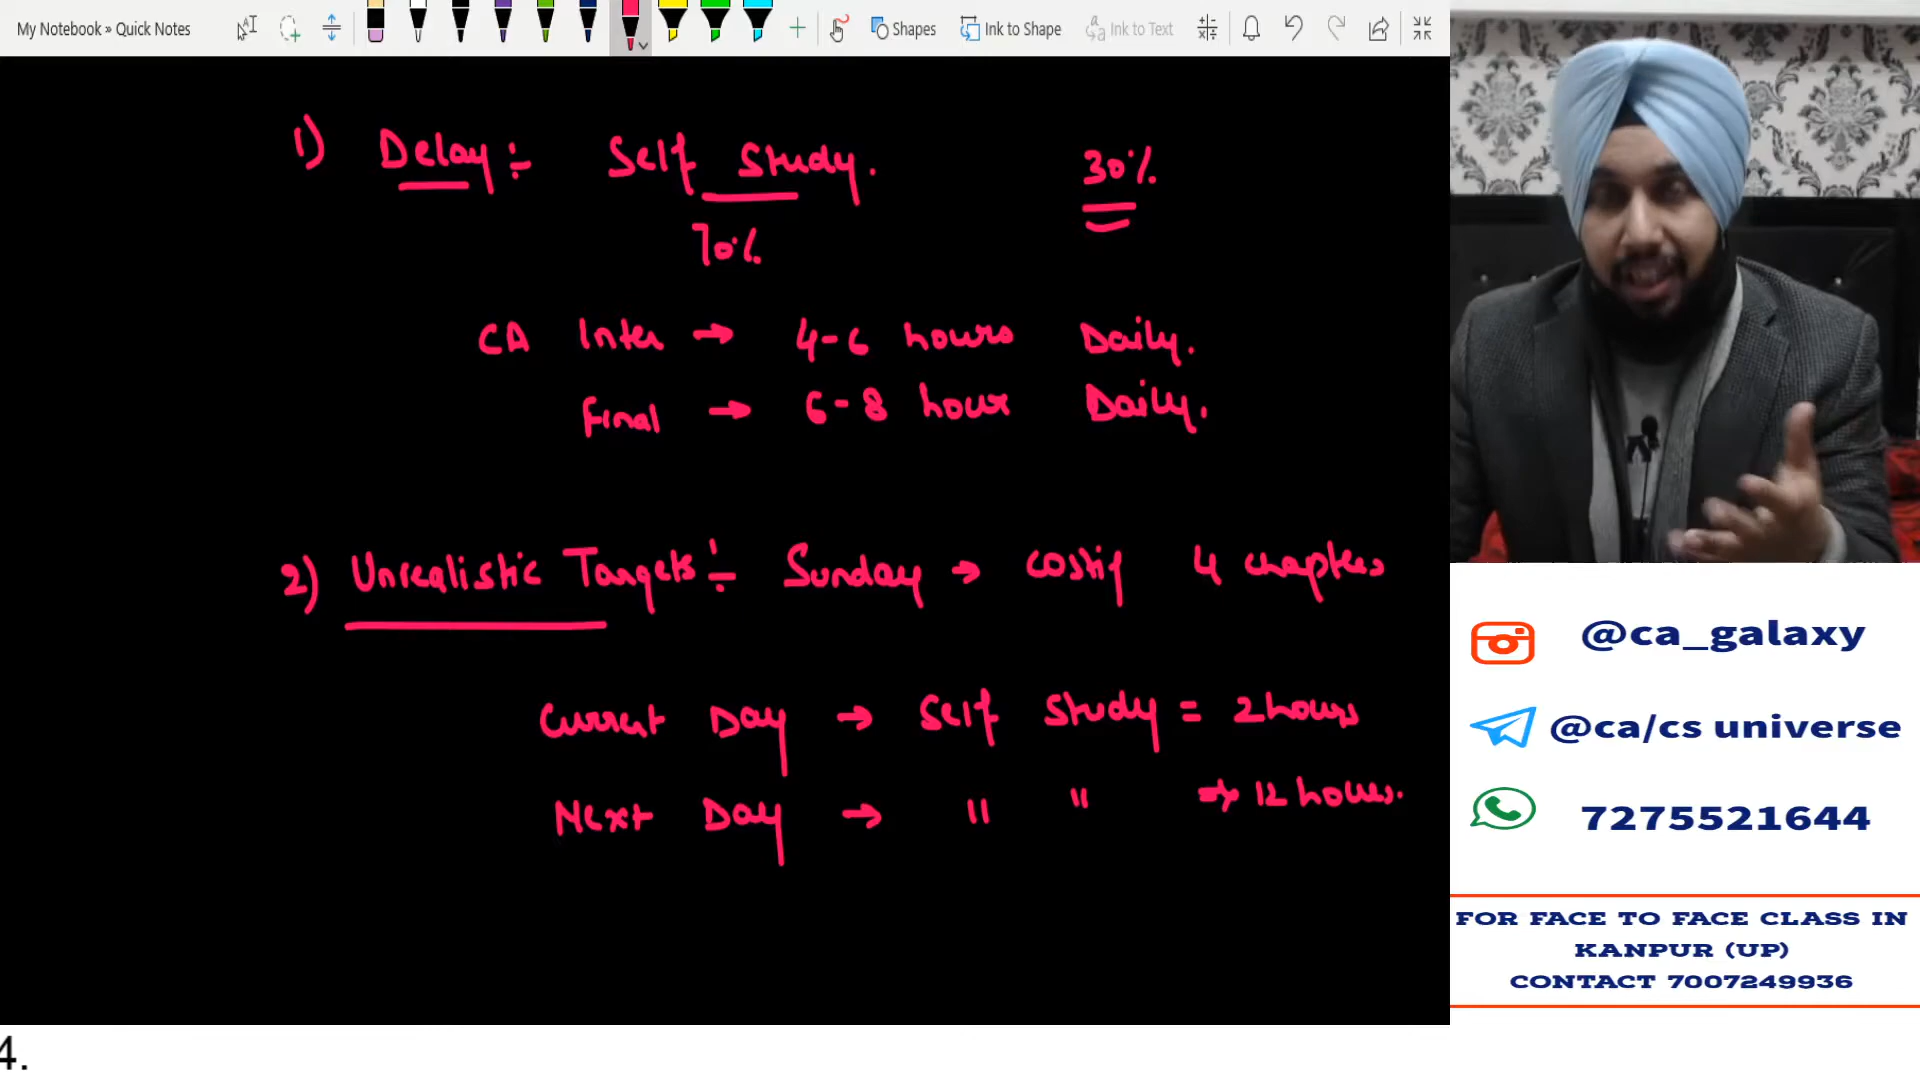 My Notebook » Quick Notes
Shapes
Ink to Shape
Ink to Text
1) Delay :- Self Study. 30%
70%
CA Inter → 4-6 hours Daily.
Final → 6-8 hour Daily.
2) Unrealistic Targets :- Sunday → 4 chapters
Current Day → Self Study = 2 hours
Next Day → " " → 12 hours.
@ca_galaxy
@ca/cs universe
7275521644
FOR FACE TO FACE CLASS IN
KANPUR (UP)
CONTACT 7007249936
4.